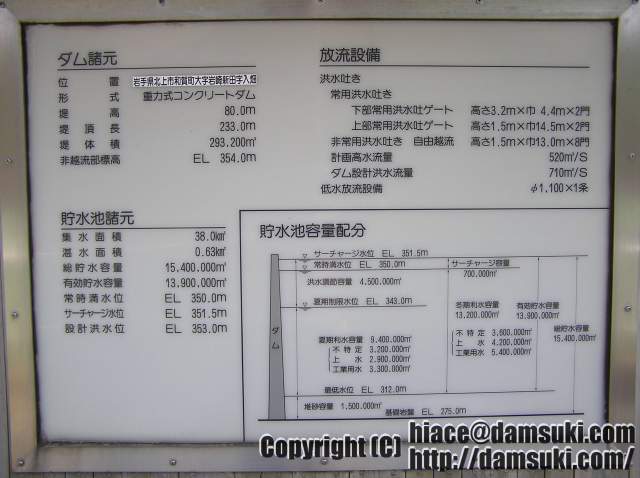 ダム諸元
位置 岩手県北上市和賀町大字岩崎新田字入畑
形式 重力式コンクリートダム
堤高 80.0m
堤頂長 233.0m
堤体積 293,200m³
非越流部標高 EL 354.0m
貯水池諸元
集水面積 38.0km²
湛水面積 0.63km²
総貯水容量 15,400.000m³
有効貯水容量 13,900.000m³
常時満水位 EL 350.0m
サーチャージ水位 EL 351.5m
設計洪水位 EL 353.0m
放流設備
洪水吐き
常用洪水吐き
下部常用洪水吐ゲート 高さ3.2m×巾 4.4m×2門
上部常用洪水吐ゲート 高さ1.5m×巾14.5m×2門
非常用洪水吐き 自由越流 高さ1.5m×巾13.0m×8門
計画高水流量 520m³/S
ダム設計洪水流量 710m³/S
低水放流設備 φ1,100×1条
貯水池容量配分
サーチャージ水位 EL 351.5m
常時満水位 EL 350.0m
サーチャージ容量
700.000m³
洪水調節容量 4,500.000m³
夏期制限水位 EL 343.0m
冬期利水容量
13,200.000m³
有効貯水容量
13,900.000m³
総貯水容量
15,400.000m³
ダム
夏期利水容量 9,400.000m³
不特定 3,200.000m³
上水 2,900.000m³
工業用水 3,300.000m³
不特定 3,600.000m³
上水 4,200.000m³
工業用水 5,400.000m³
最低水位 EL 312.0m
堆砂容量 1,500.000m³
基礎岩盤 EL 275.0m
Copyright (C) hiace@damsuki.com
http://damsuki.com/